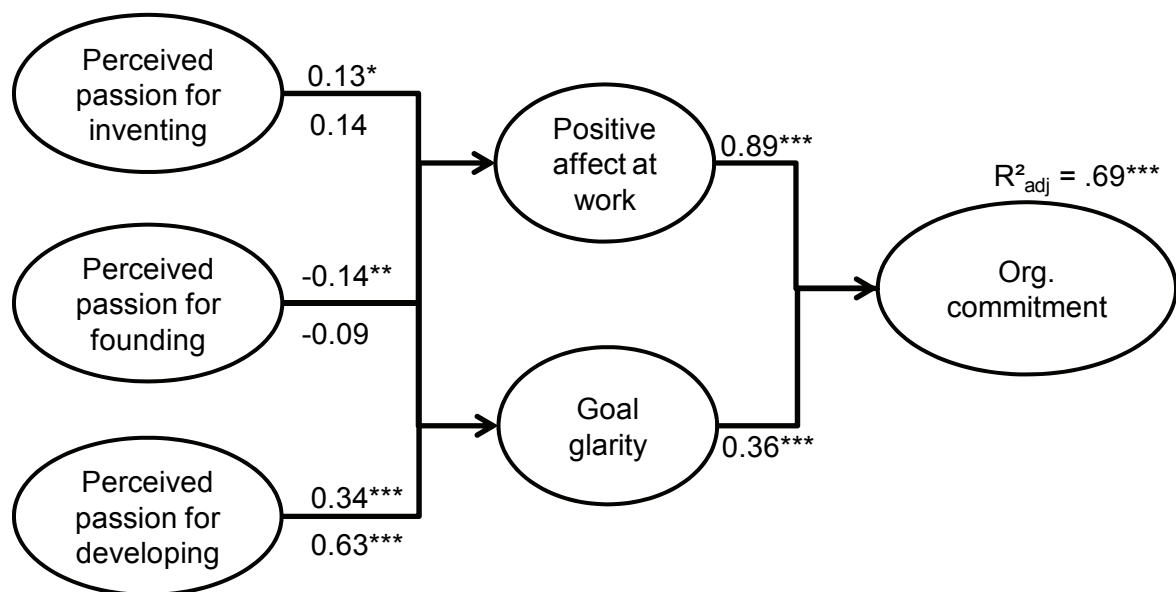 Perceived
passion for
inventing
0.13*
0.14
Perceived
passion for
founding
-0.14**
-0.09
Perceived
passion for
developing
0.34***
0.63***
Positive
affect at
work
0.89***
Goal
glarity
0.36***
R²adj = .69***
Org.
commitment